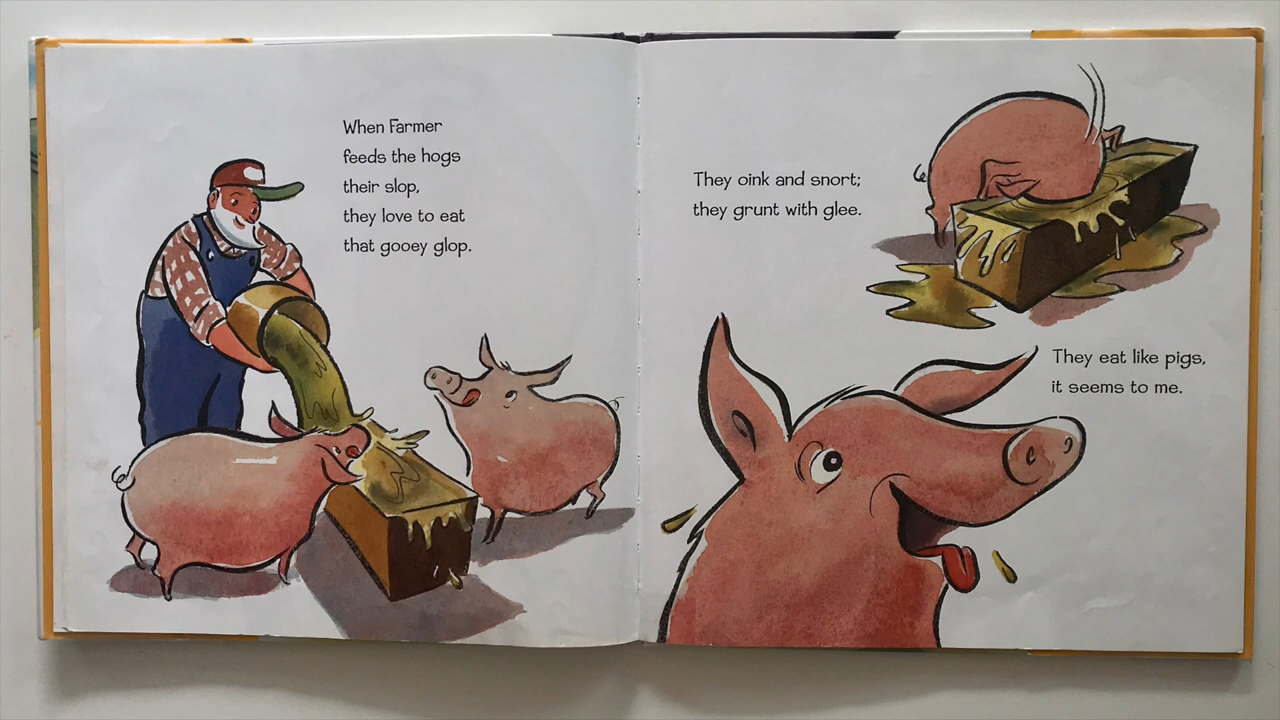 When Farmer
feeds the hogs
their slop,
they love to eat
that gooey glop.
They oink and snort;
they grunt with glee.
They eat like pigs,
it seems to me.